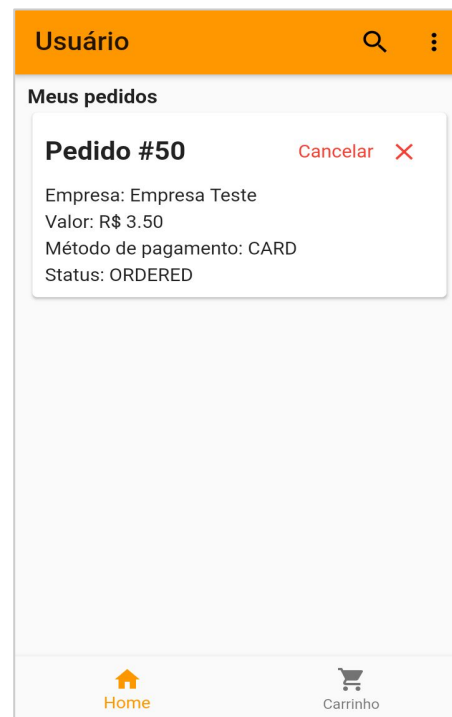 Usuário
Meus pedidos
Pedido #50
Cancelar
Empresa: Empresa Teste
Valor: R$ 3.50
Método de pagamento: CARD
Status: ORDERED
Home
Carrinho